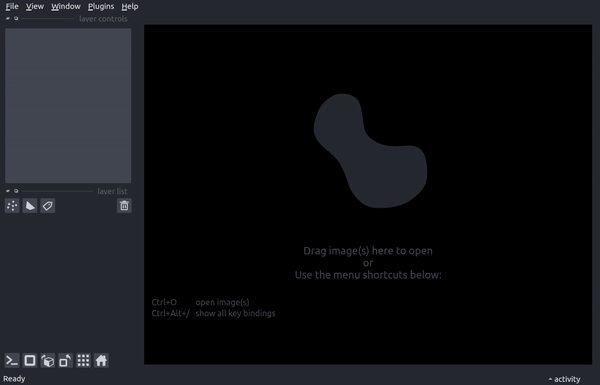 File View Window Plugins Help
layer controls
layer list
Drag image(s) here to open
or
Use the menu shortcuts below:
Ctrl+O open image(s)
Ctrl+Alt+/ show all key bindings
Ready
activity